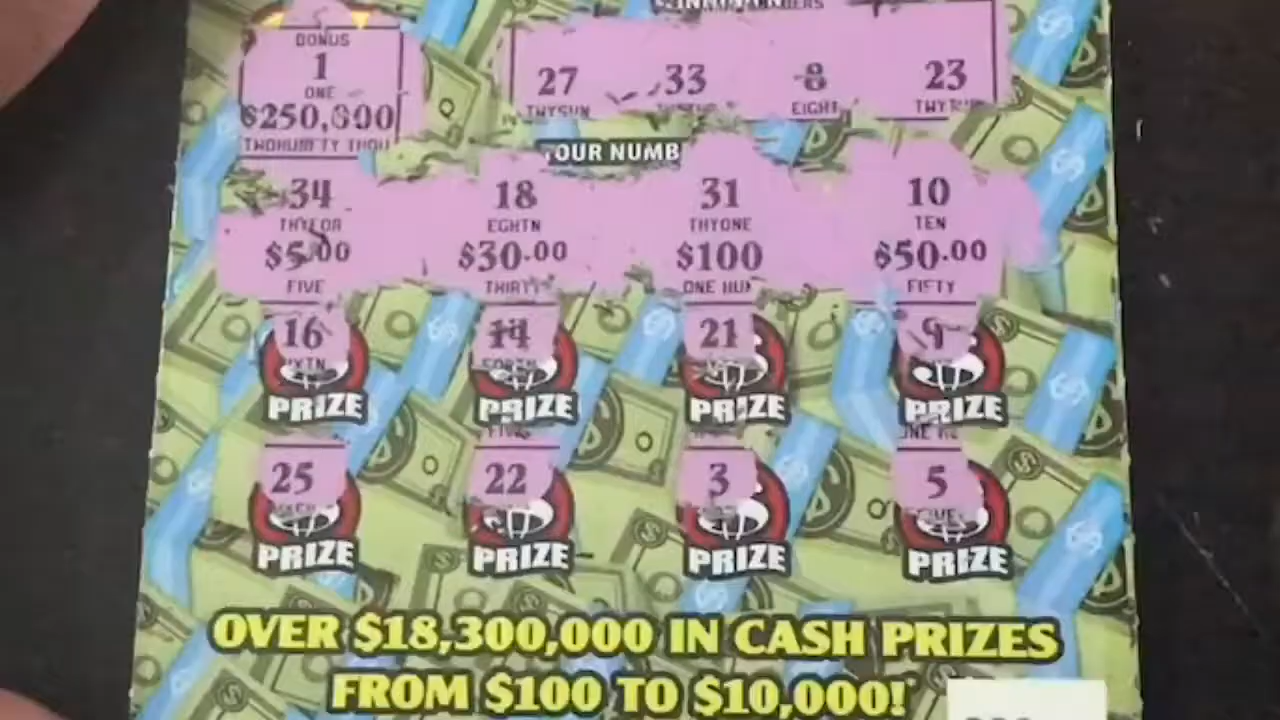 BONUS
1
ONE
$250,000
27 33 8 23
TWYSVN EIGHT
YOUR NUMB
34 18 31 10
EGHTN THYONE TEN
$5.00 $30.00 $100 $50.00
FIVE THIRTY ONE HUN FIFTY
16 14 21 9
PRIZE PRIZE PRIZE PRIZE
25 22 3 5
PRIZE PRIZE PRIZE PRIZE
OVER $18,300,000 IN CASH PRIZES
FROM $100 TO $10,000!